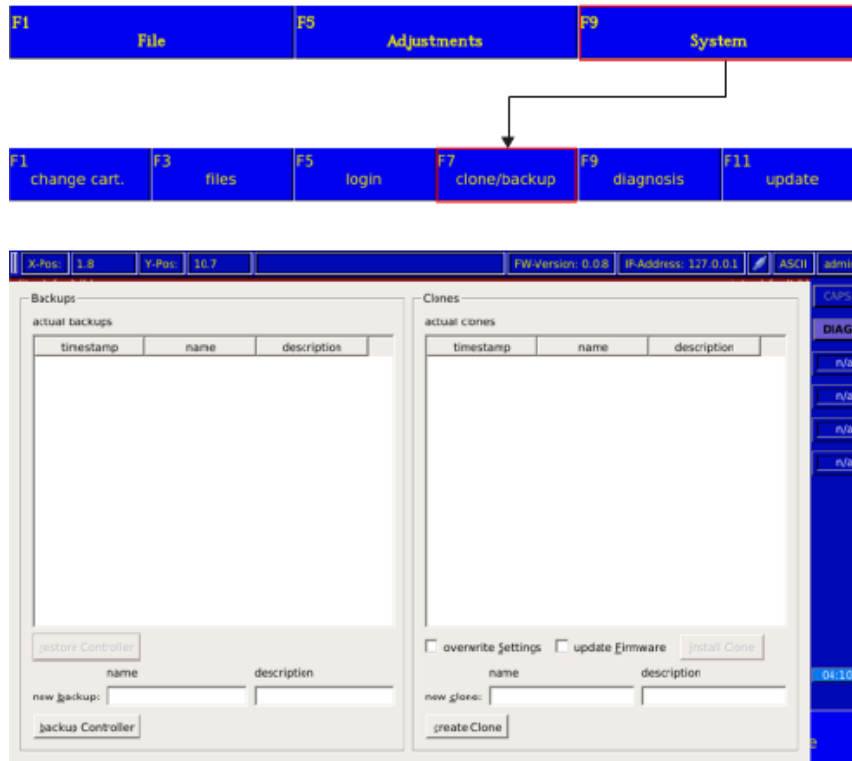 F1 File F5 Adjustments F9 System
F1 change cart. F3 files F5 login F7 clone/backup F9 diagnosis F11 update
X-Pos: 1.8 Y-Pos: 10.7 FW-Version: 0.0.8 IP-Address: 127.0.0.1 ASCII admin
Backups Clones CAPS
actual backups actual clones
timestamp name description timestamp name description DIAG
n/a
n/a
n/a
n/a
restore Controller overwrite Settings update Firmware install Clone
name description name description 04:10
new backup: new clone:
backup Controller create Clone